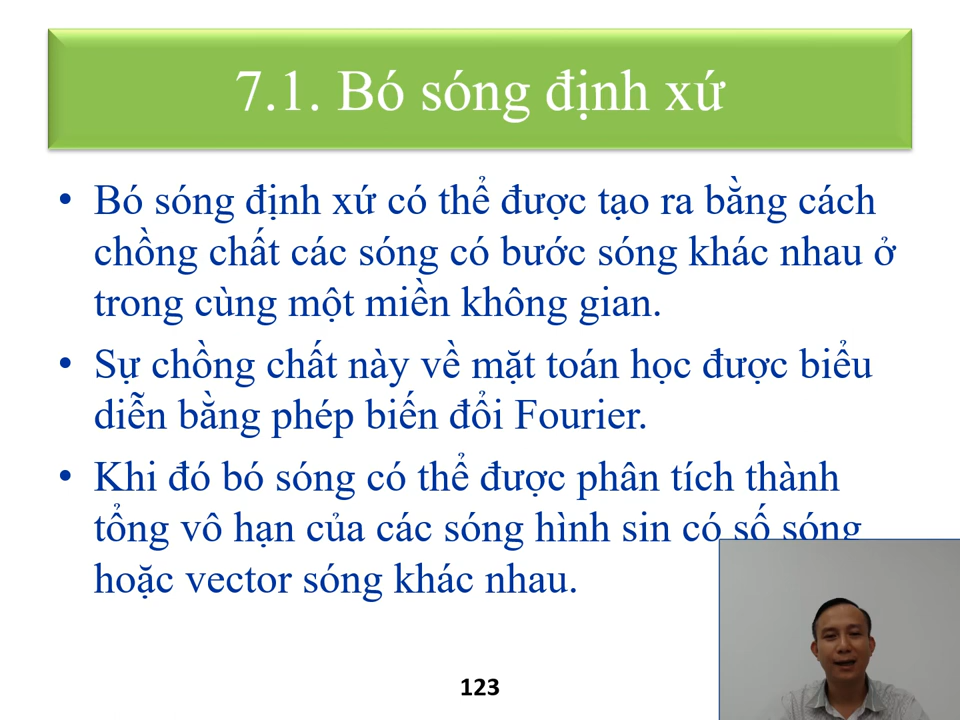 7.1. Bó sóng định xứ
• Bó sóng định xứ có thể được tạo ra bằng cách
chồng chất các sóng có bước sóng khác nhau ở
trong cùng một miền không gian.
• Sự chồng chất này về mặt toán học được biểu
diễn bằng phép biến đổi Fourier.
• Khi đó bó sóng có thể được phân tích thành
tổng vô hạn của các sóng hình sin có số sóng
hoặc vector sóng khác nhau.
123